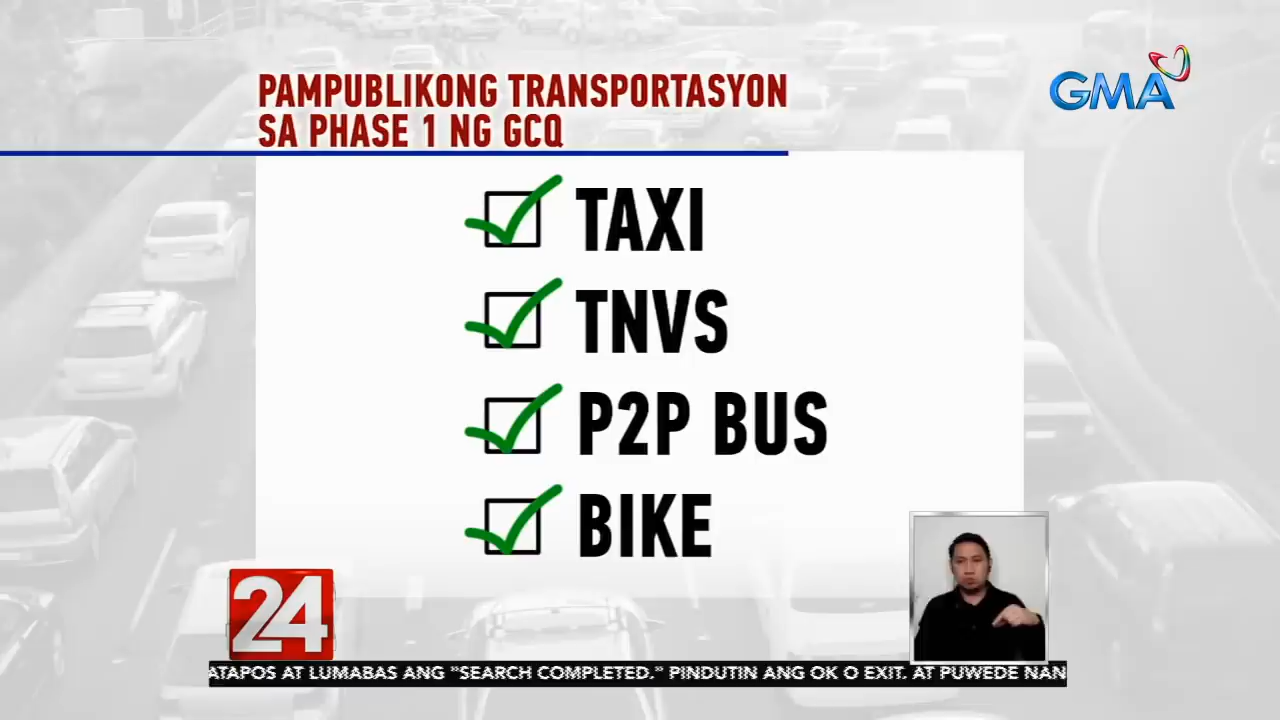 PAMPUBLIKONG TRANSPORTASYON
SA PHASE 1 NG GCQ
GMA
TAXI
TNVS
P2P BUS
BIKE
24
ATAPOS AT LUMABAS ANG "SEARCH COMPLETED." PINDUTIN ANG OK O EXIT. AT PUWEDE NAN